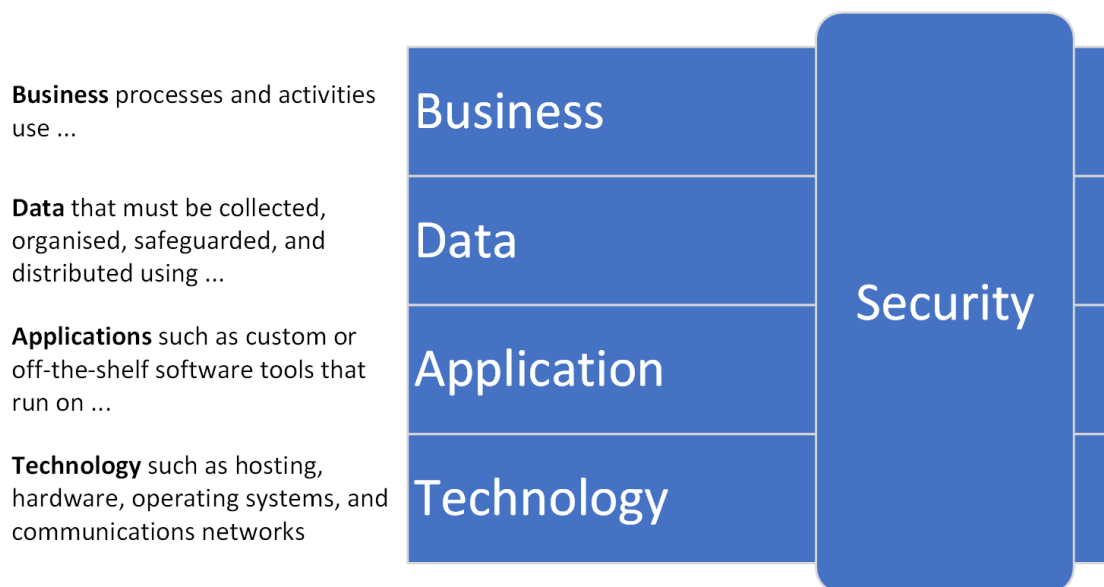 Business processes and activities
use ...
Business
Data that must be collected,
organised, safeguarded, and
distributed using ...
Data
Applications such as custom or
off-the-shelf software tools that
run on ...
Application
Technology such as hosting,
hardware, operating systems, and
communications networks
Technology
Security